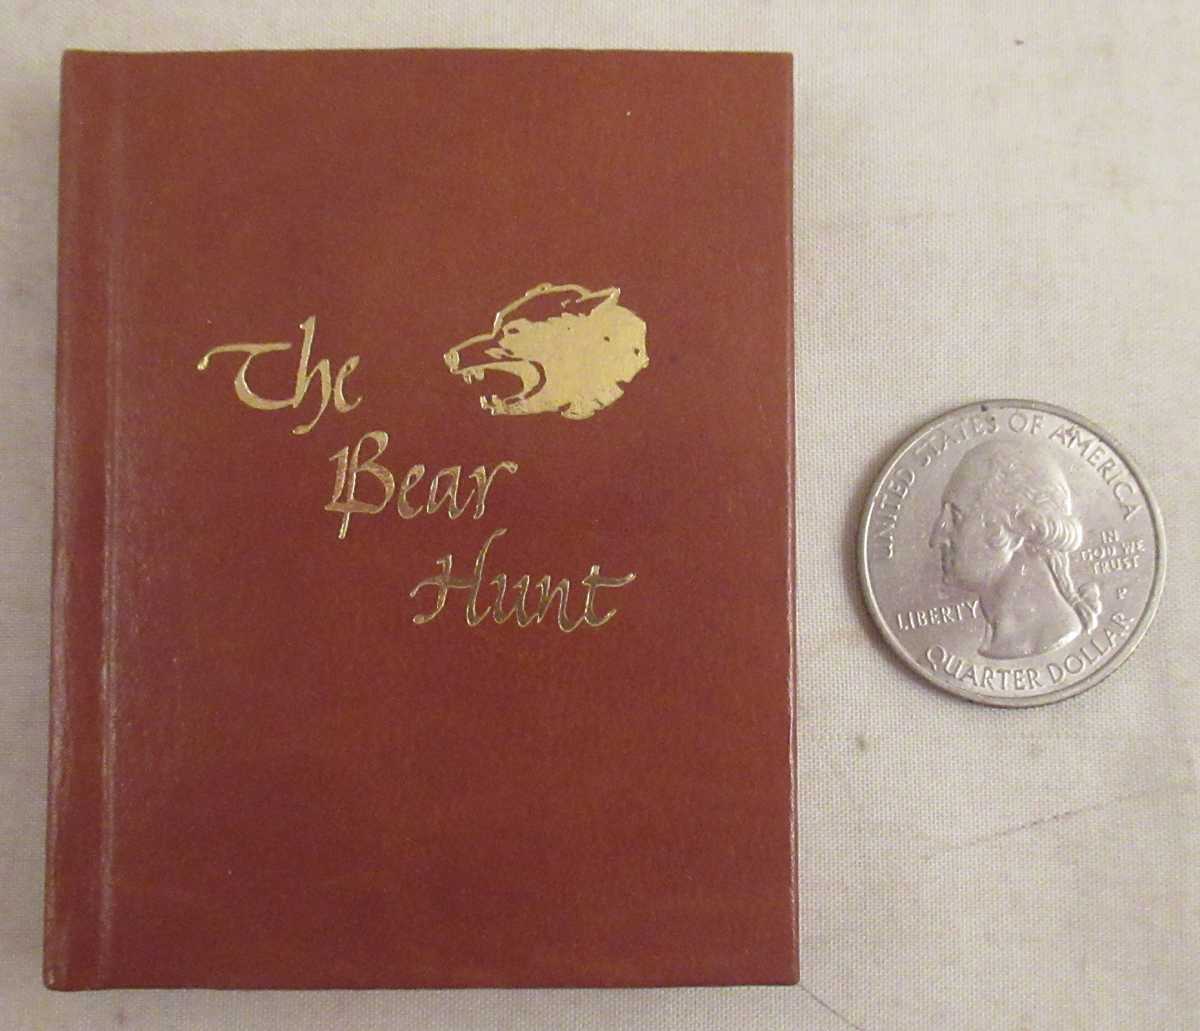 The
Bear
Hunt
UNITED STATES OF AMERICA
IN
GOD WE
TRUST
P
LIBERTY
QUARTER DOLLAR